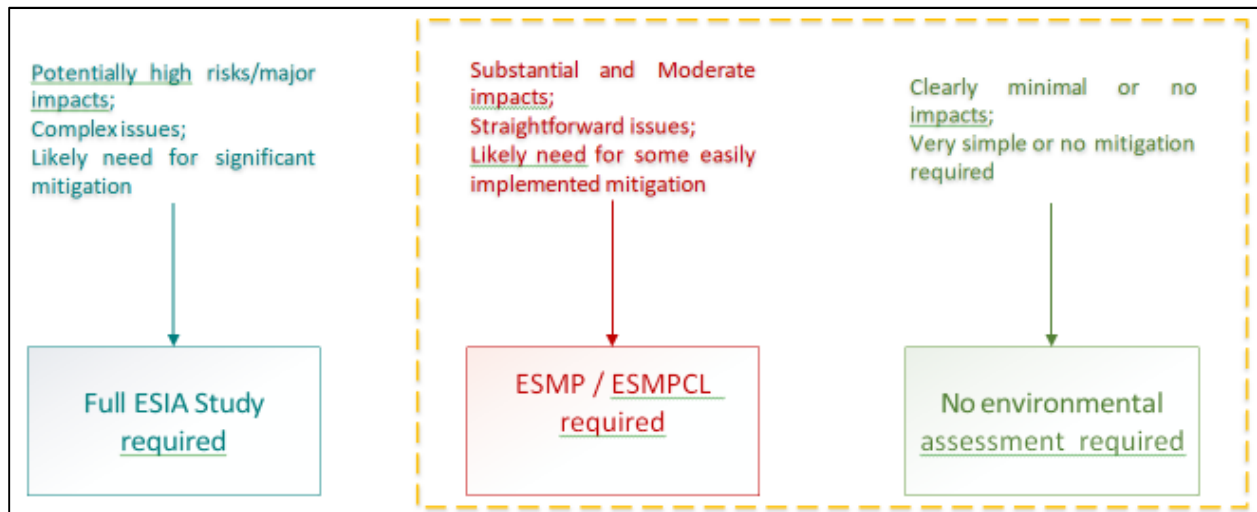 Potentially high risks/major
impacts;
Complex issues;
Likely need for significant
mitigation
Substantial and Moderate
impacts;
Straightforward issues;
Likely need for some easily
implemented mitigation
Clearly minimal or no
impacts;
Very simple or no mitigation
required
Full ESIA Study
required
ESMP / ESMPCL
required
No environmental
assessment required